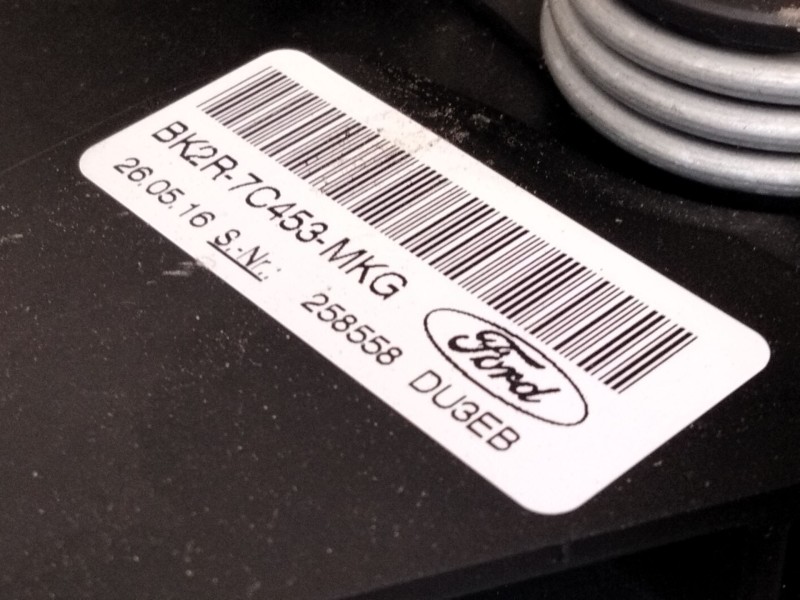 BK2R-7C453-MKG
26.05.16 S.-Nr.: 258558 DU3EB
Ford